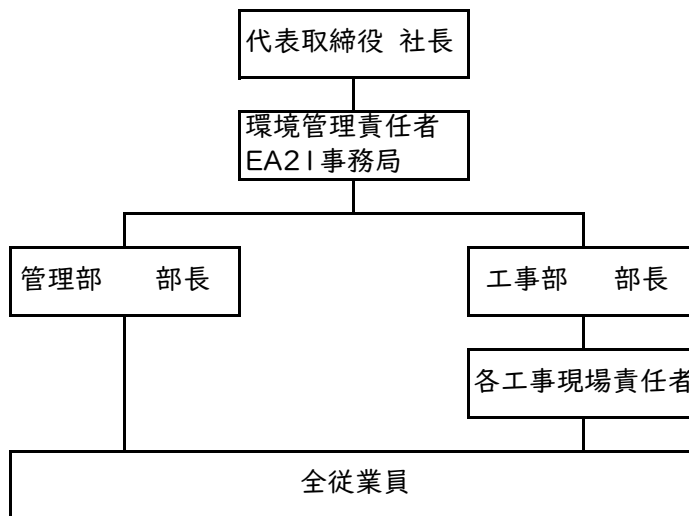 代表取締役 社長
環境管理責任者
EA21事務局
管理部 部長
工事部 部長
各工事現場責任者
全従業員